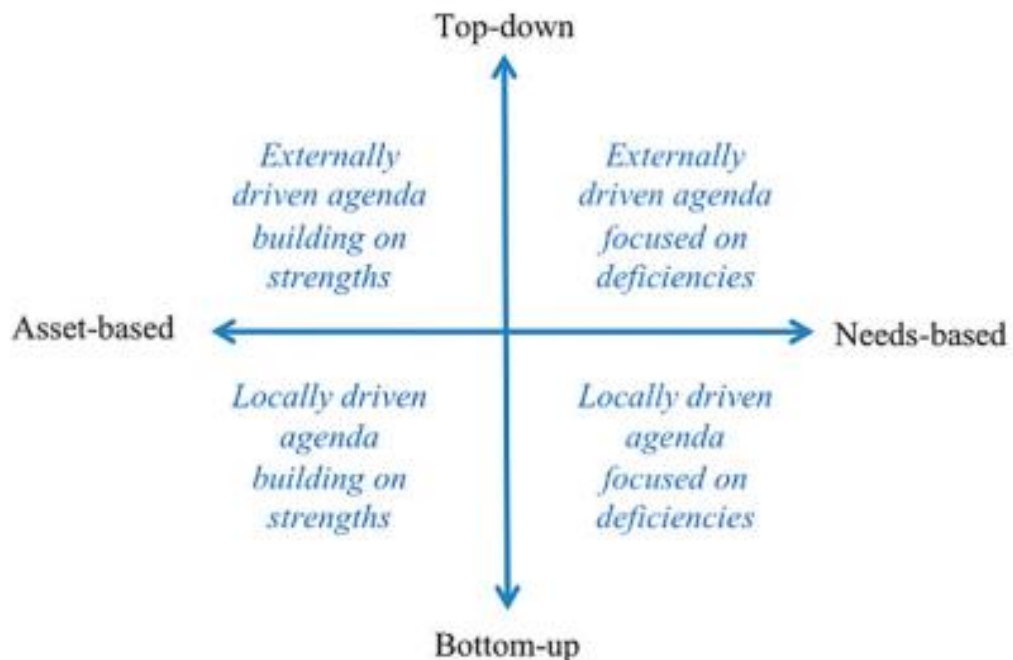 Top-down
Externally
driven agenda
building on
strengths
Externally
driven agenda
focused on
deficiencies
Asset-based
Needs-based
Locally driven
agenda
building on
strengths
Locally driven
agenda
focused on
deficiencies
Bottom-up